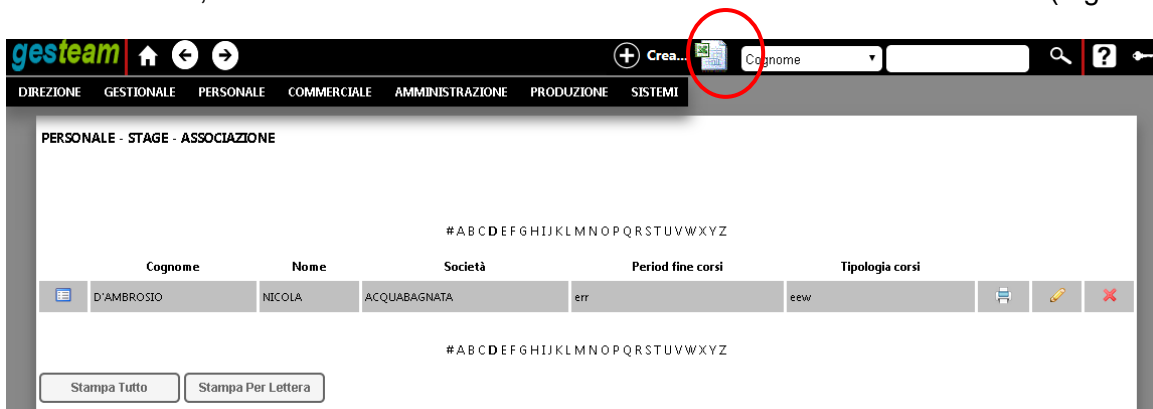 gesteam Crea... Cognome ?
DIREZIONE GESTIONALE PERSONALE COMMERCIALE AMMINISTRAZIONE PRODUZIONE SISTEMI
PERSONALE - STAGE - ASSOCIAZIONE
# A B C D E F G H I J K L M N O P Q R S T U V W X Y Z
Cognome Nome Società Period fine corsi Tipologia corsi
D'AMBROSIO NICOLA ACQUABAGNATA err eew
# A B C D E F G H I J K L M N O P Q R S T U V W X Y Z
Stampa Tutto Stampa Per Lettera